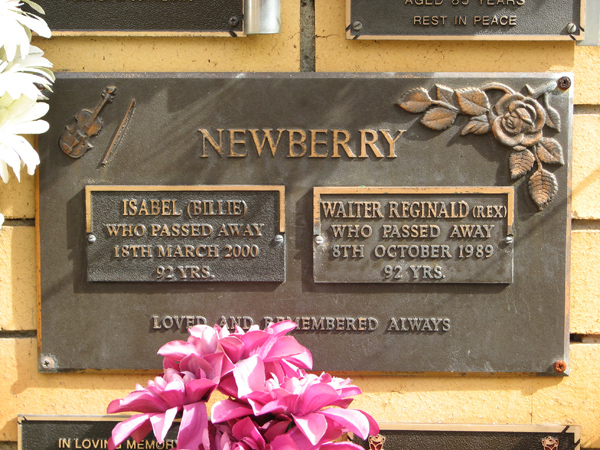 AGED 85 YEARS
REST IN PEACE
NEWBERRY
ISABEL (BILLIE)
WHO PASSED AWAY
18TH MARCH 2000
92 YRS.
WALTER REGINALD (REX)
WHO PASSED AWAY
8TH OCTOBER 1989
92 YRS.
LOVED AND REMEMBERED ALWAYS
IN LOVING MEMORY